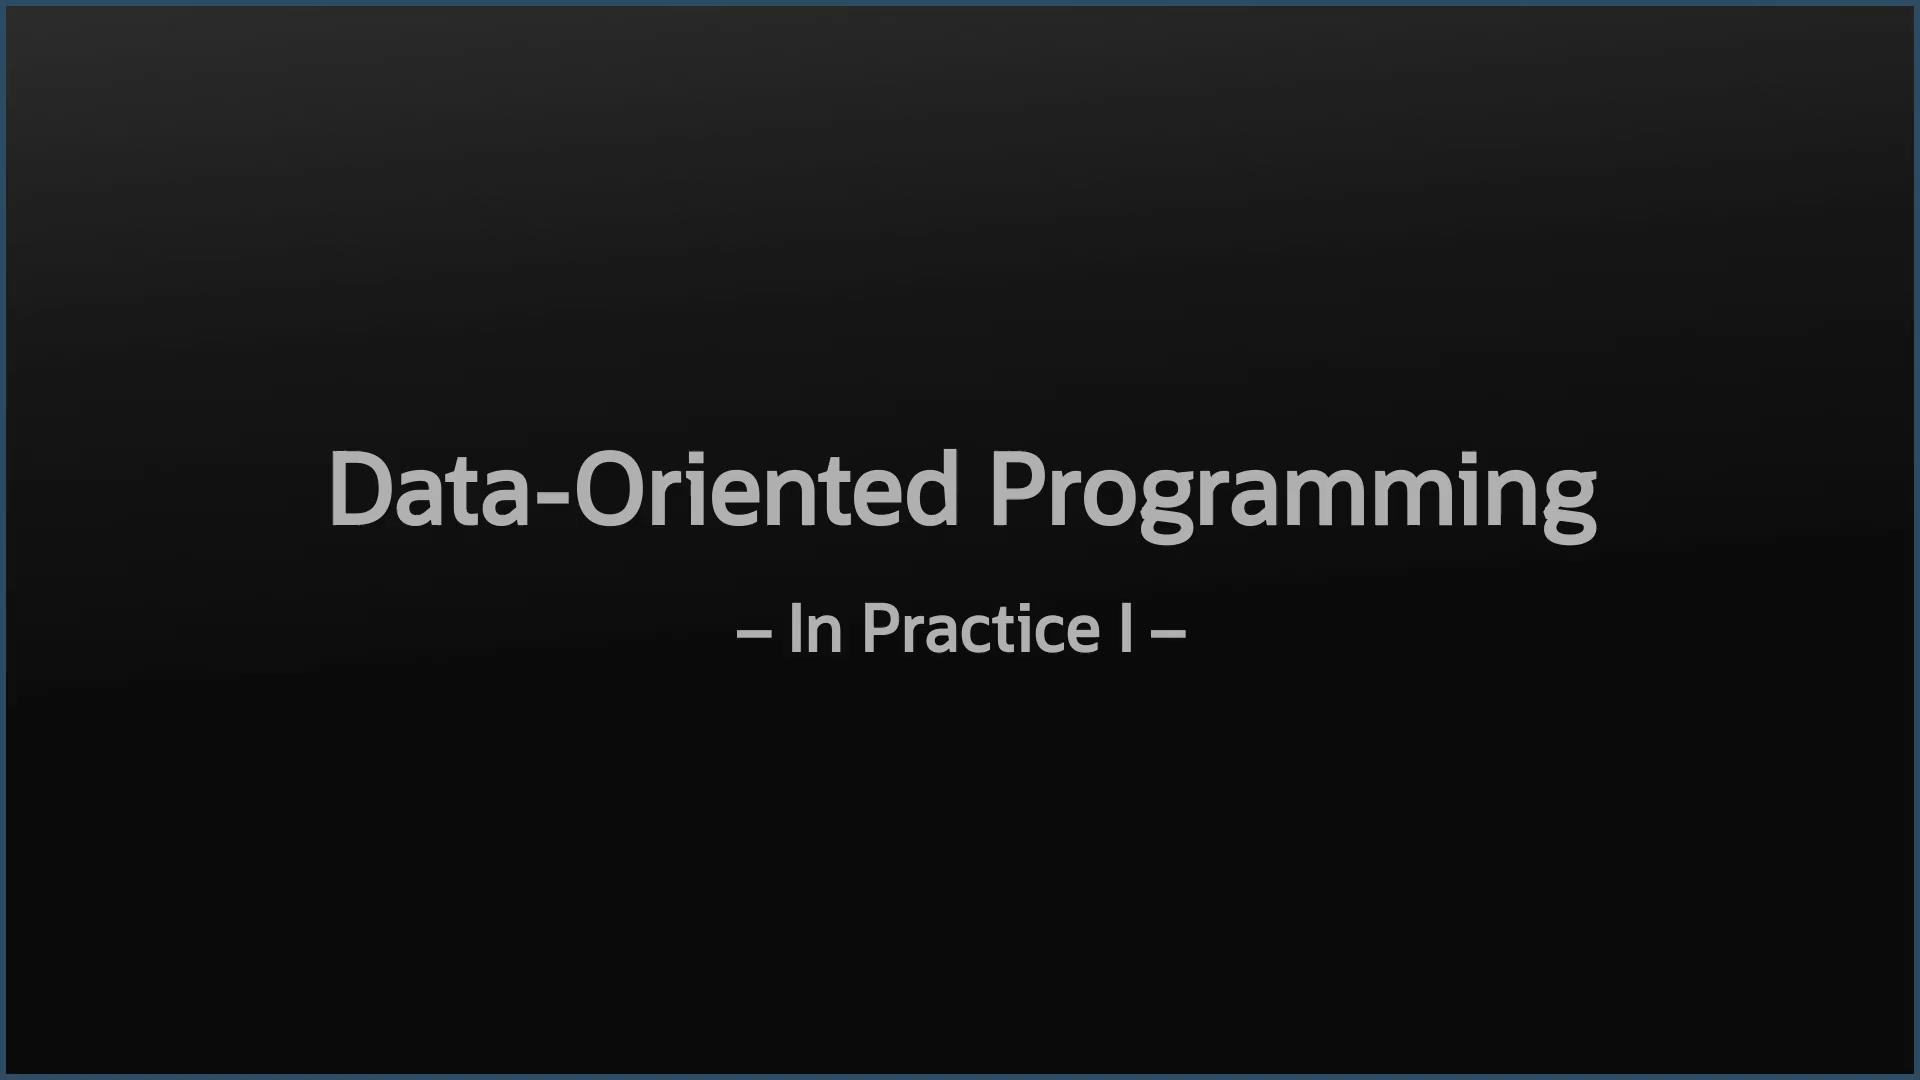 Data-Oriented Programming
– In Practice I –